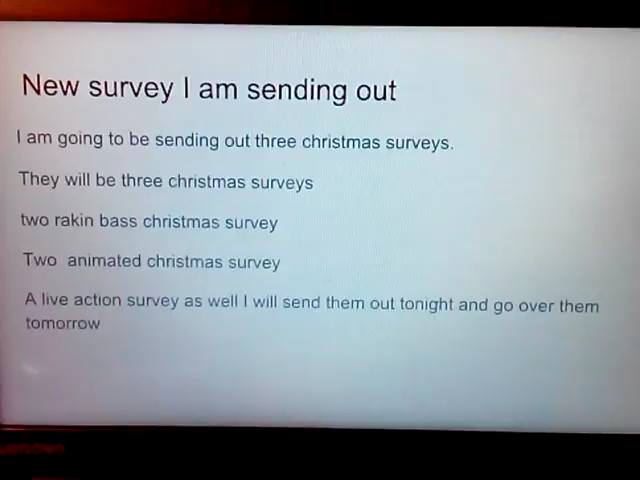 New survey I am sending out
I am going to be sending out three christmas surveys.
They will be three christmas surveys
two rakin bass christmas survey
Two  animated christmas survey
A live action survey as well I will send them out tonight and go over them
tomorrow